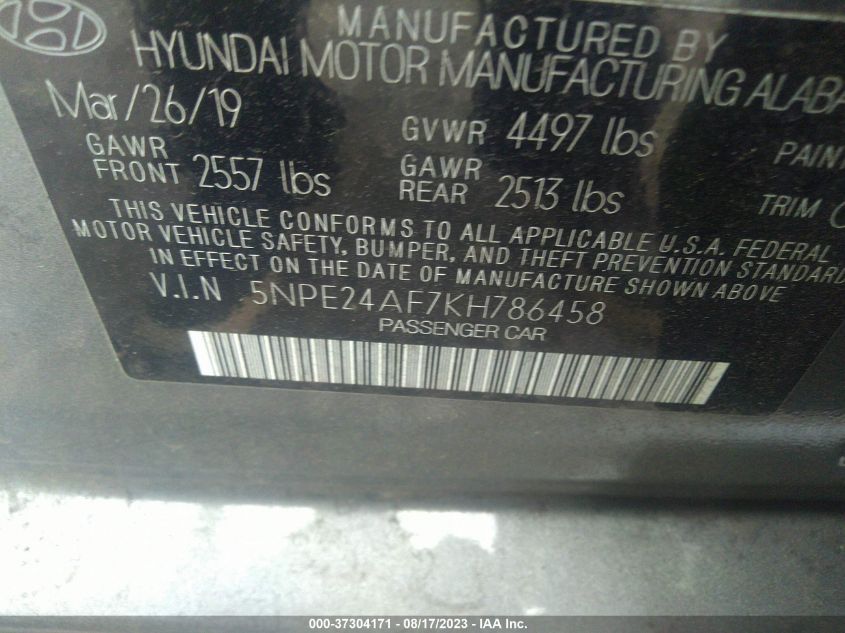 MANUFACTURED BY
HYUNDAI MOTOR MANUFACTURING ALABA
Mar/26/19 GVWR 4497 lbs PAIN
GAWR FRONT 2557 lbs GAWR REAR 2513 lbs TRIM
THIS VEHICLE CONFORMS TO ALL APPLICABLE U.S.A. FEDERAL
MOTOR VEHICLE SAFETY, BUMPER, AND THEFT PREVENTION STANDARD
IN EFFECT ON THE DATE OF MANUFACTURE SHOWN ABOVE
V.I.N 5NPE24AF7KH786458
PASSENGER CAR
000-37304171 - 08/17/2023 - IAA Inc.